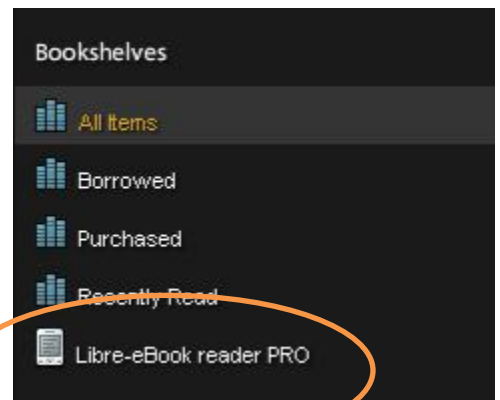 Bookshelves
All Items
Borrowed
Purchased
Recently Read
Libre-eBook reader PRO